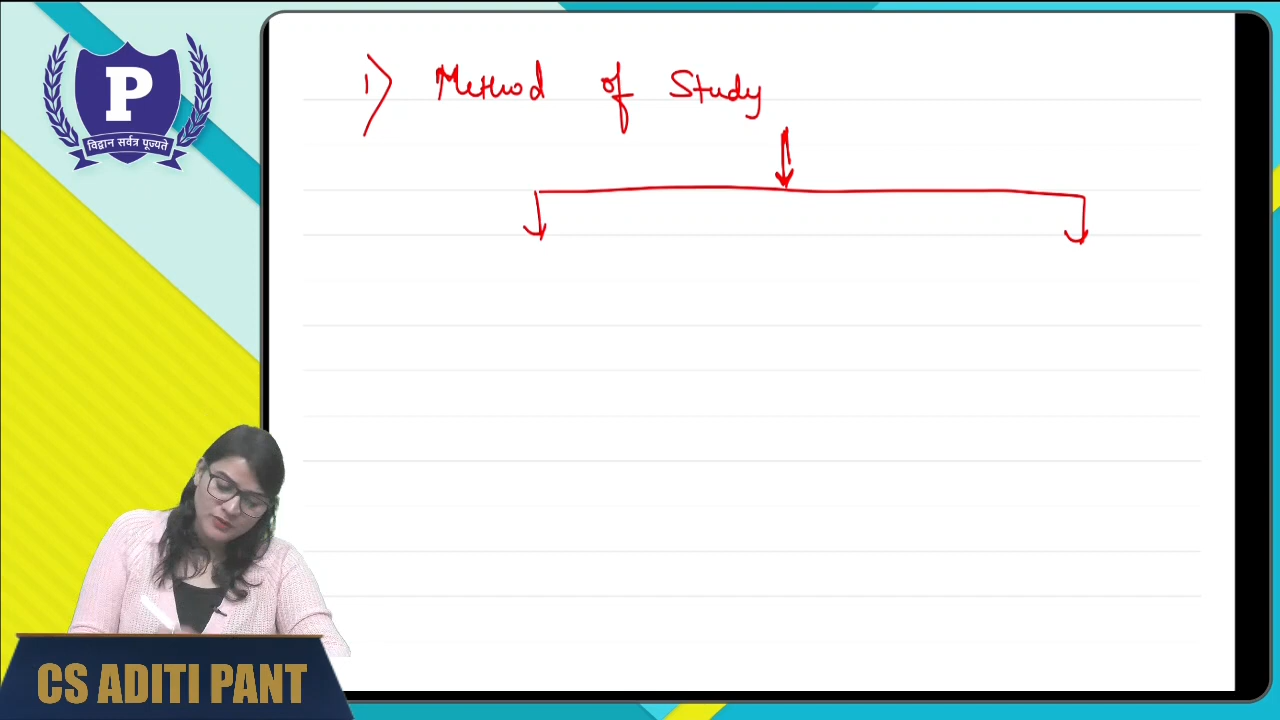 P
विद्वान सर्वत्र पूज्यते
1) Method of Study
CS ADITI PANT